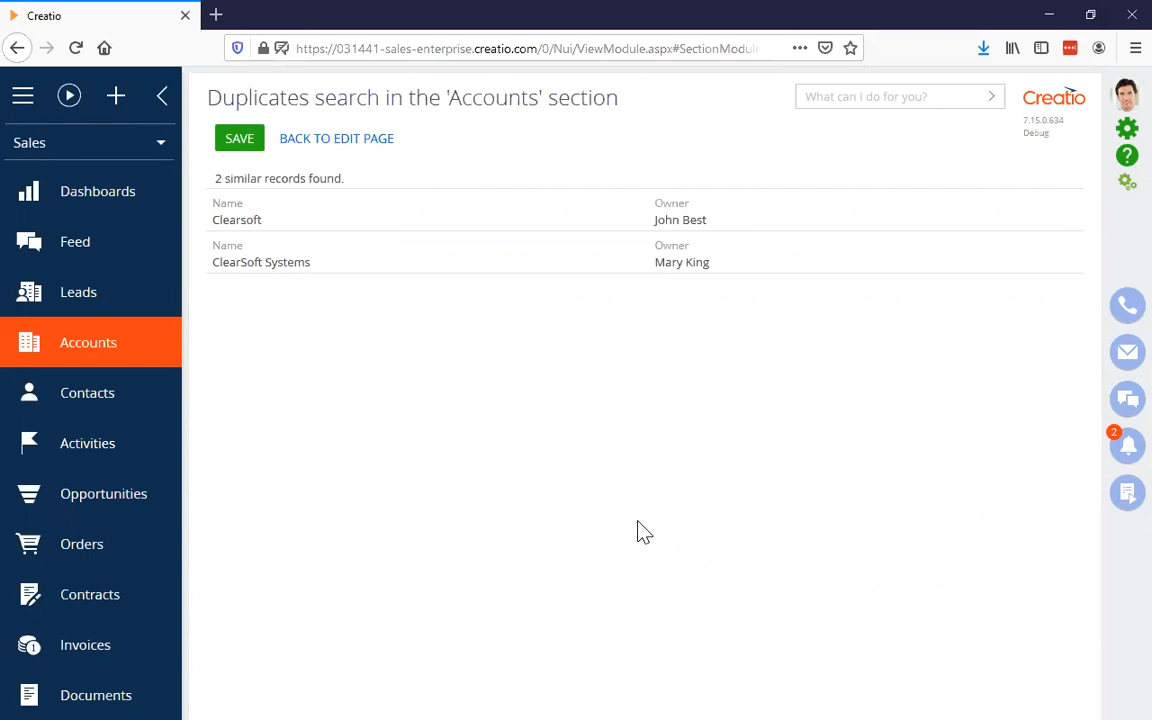 Creatio
https://031441-sales-enterprise.creatio.com/0/Nui/ViewModule.aspx#SectionModul
Duplicates search in the 'Accounts' section
What can I do for you?
Creatio
7.15.0.634
Debug
Sales
SAVE
BACK TO EDIT PAGE
2 similar records found.
Name
Owner
Clearsoft
John Best
Name
Owner
ClearSoft Systems
Mary King
Dashboards
Feed
Leads
Accounts
Contacts
Activities
Opportunities
Orders
Contracts
Invoices
Documents
2